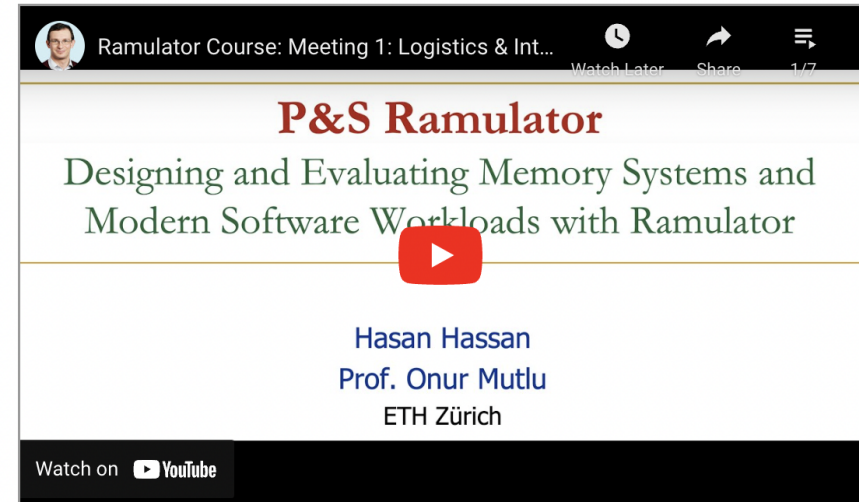 Ramulator Course: Meeting 1: Logistics & Int...
Watch Later Share 1/7
P&S Ramulator
Designing and Evaluating Memory Systems and
Modern Software Workloads with Ramulator
Hasan Hassan
Prof. Onur Mutlu
ETH Zürich
Watch on YouTube